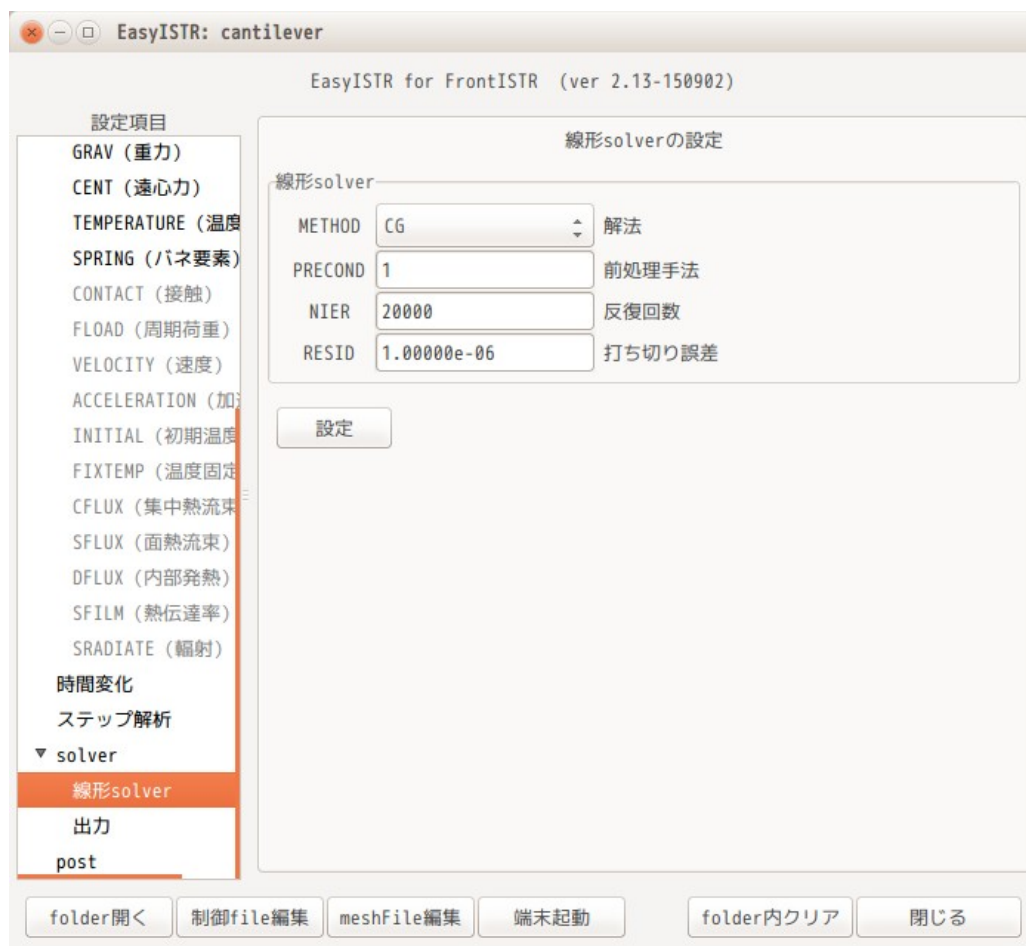 EasyISTR: cantilever
EasyISTR for FrontISTR (ver 2.13-150902)
設定項目
GRAV (重力)
CENT (遠心力)
TEMPERATURE (温度
SPRING (バネ要素)
CONTACT (接触)
FLOAD (周期荷重)
VELOCITY (速度)
ACCELERATION (加
INITIAL (初期温度
FIXTEMP (温度固定
CFLUX (集中熱流束
SFLUX (面熱流束)
DFLUX (内部発熱)
SFILM (熱伝達率)
SRADIATE (輻射)
時間変化
ステップ解析
solver
線形solver
出力
post
線形solverの設定
線形solver
METHOD CG 解法
PRECOND 1 前処理手法
NIER 20000 反復回数
RESID 1.00000e-06 打ち切り誤差
設定
folder開く 制御file編集 meshFile編集 端末起動 folder内クリア 閉じる